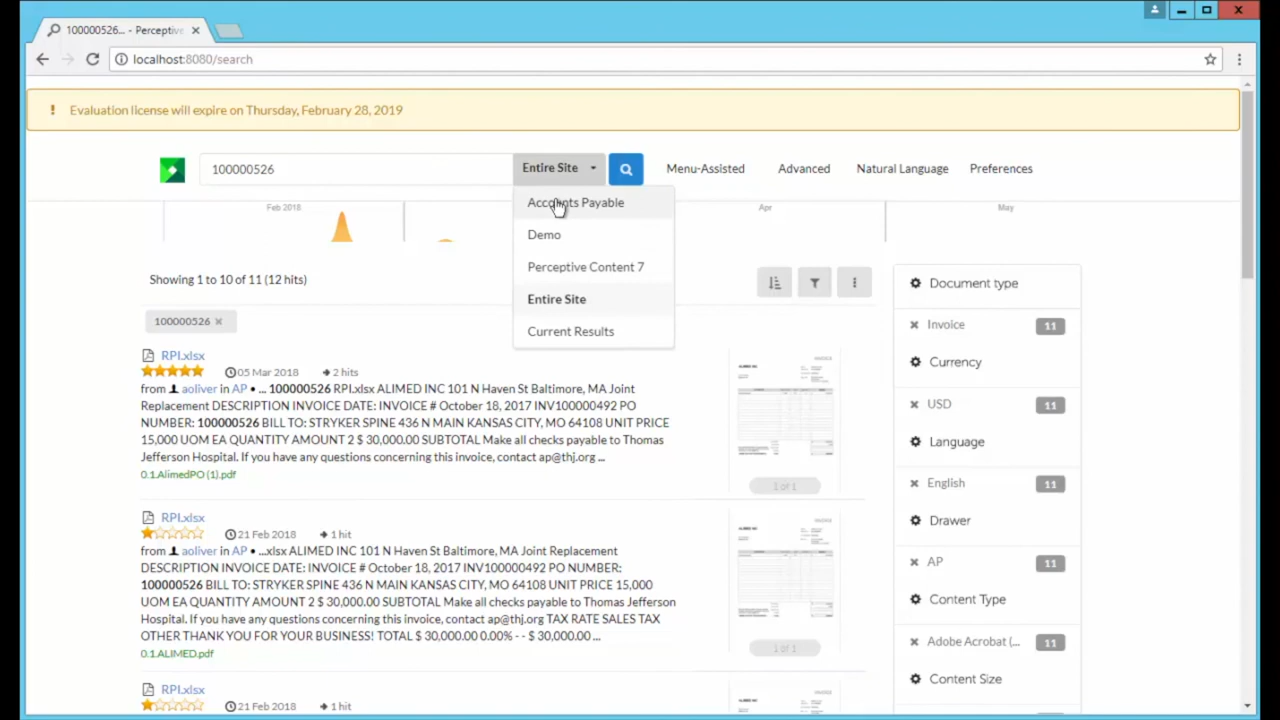 100000526... - Perceptive
localhost:8080/search
Evaluation license will expire on Thursday, February 28, 2019
100000526
Entire Site
Menu-Assisted
Advanced
Natural Language
Preferences
Accounts Payable
Demo
Perceptive Content 7
Entire Site
Current Results
Feb 2018
Apr
May
Showing 1 to 10 of 11 (12 hits)
100000526
RPI.xlsx
05 Mar 2018
2 hits
from aoliver in AP • ... 100000526 RPI.xlsx ALIMED INC 101 N Haven St Baltimore, MA Joint
Replacement DESCRIPTION INVOICE DATE: INVOICE # October 18, 2017 INV100000492 PO
NUMBER: 100000526 BILL TO: STRYKER SPINE 436 N MAIN KANSAS CITY, MO 64108 UNIT PRICE
15,000 UOM EA QUANTITY AMOUNT 2 $ 30,000.00 SUBTOTAL Make all checks payable to Thomas
Jefferson Hospital. If you have any questions concerning this invoice, contact ap@thj.org ...
0.1.AlimedPO (1).pdf
1 of 1
RPI.xlsx
21 Feb 2018
1 hit
from aoliver in AP • ...xlsx ALIMED INC 101 N Haven St Baltimore, MA Joint Replacement
DESCRIPTION INVOICE DATE: INVOICE # October 18, 2017 INV100000492 PO NUMBER:
100000526 BILL TO: STRYKER SPINE 436 N MAIN KANSAS CITY, MO 64108 UNIT PRICE 15,000
UOM EA QUANTITY AMOUNT 2 $ 30,000.00 SUBTOTAL Make all checks payable to Thomas Jefferson
Hospital. If you have any questions concerning this invoice, contact ap@thj.org TAX RATE SALES TAX
OTHER THANK YOU FOR YOUR BUSINESS! TOTAL $ 30,000.00 0.00% - - $ 30,000.00 ...
0.1.ALIMED.pdf
1 of 1
RPI.xlsx
21 Feb 2018
1 hit
Document type
Invoice 11
Currency
USD 11
Language
English 11
Drawer
AP 11
Content Type
Adobe Acrobat (... 11
Content Size